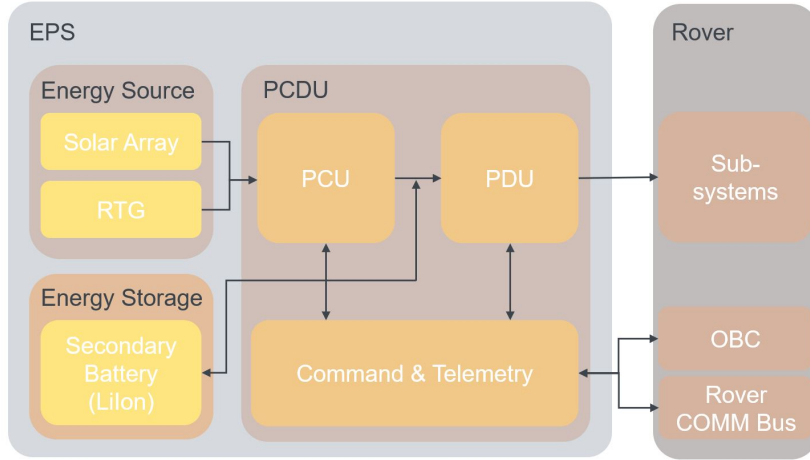 EPS
Energy Source
Solar Array
RTG
Energy Storage
Secondary
Battery
(LiIon)
PCDU
PCU
PDU
Command & Telemetry
Rover
Sub-
systems
OBC
Rover
COMM Bus